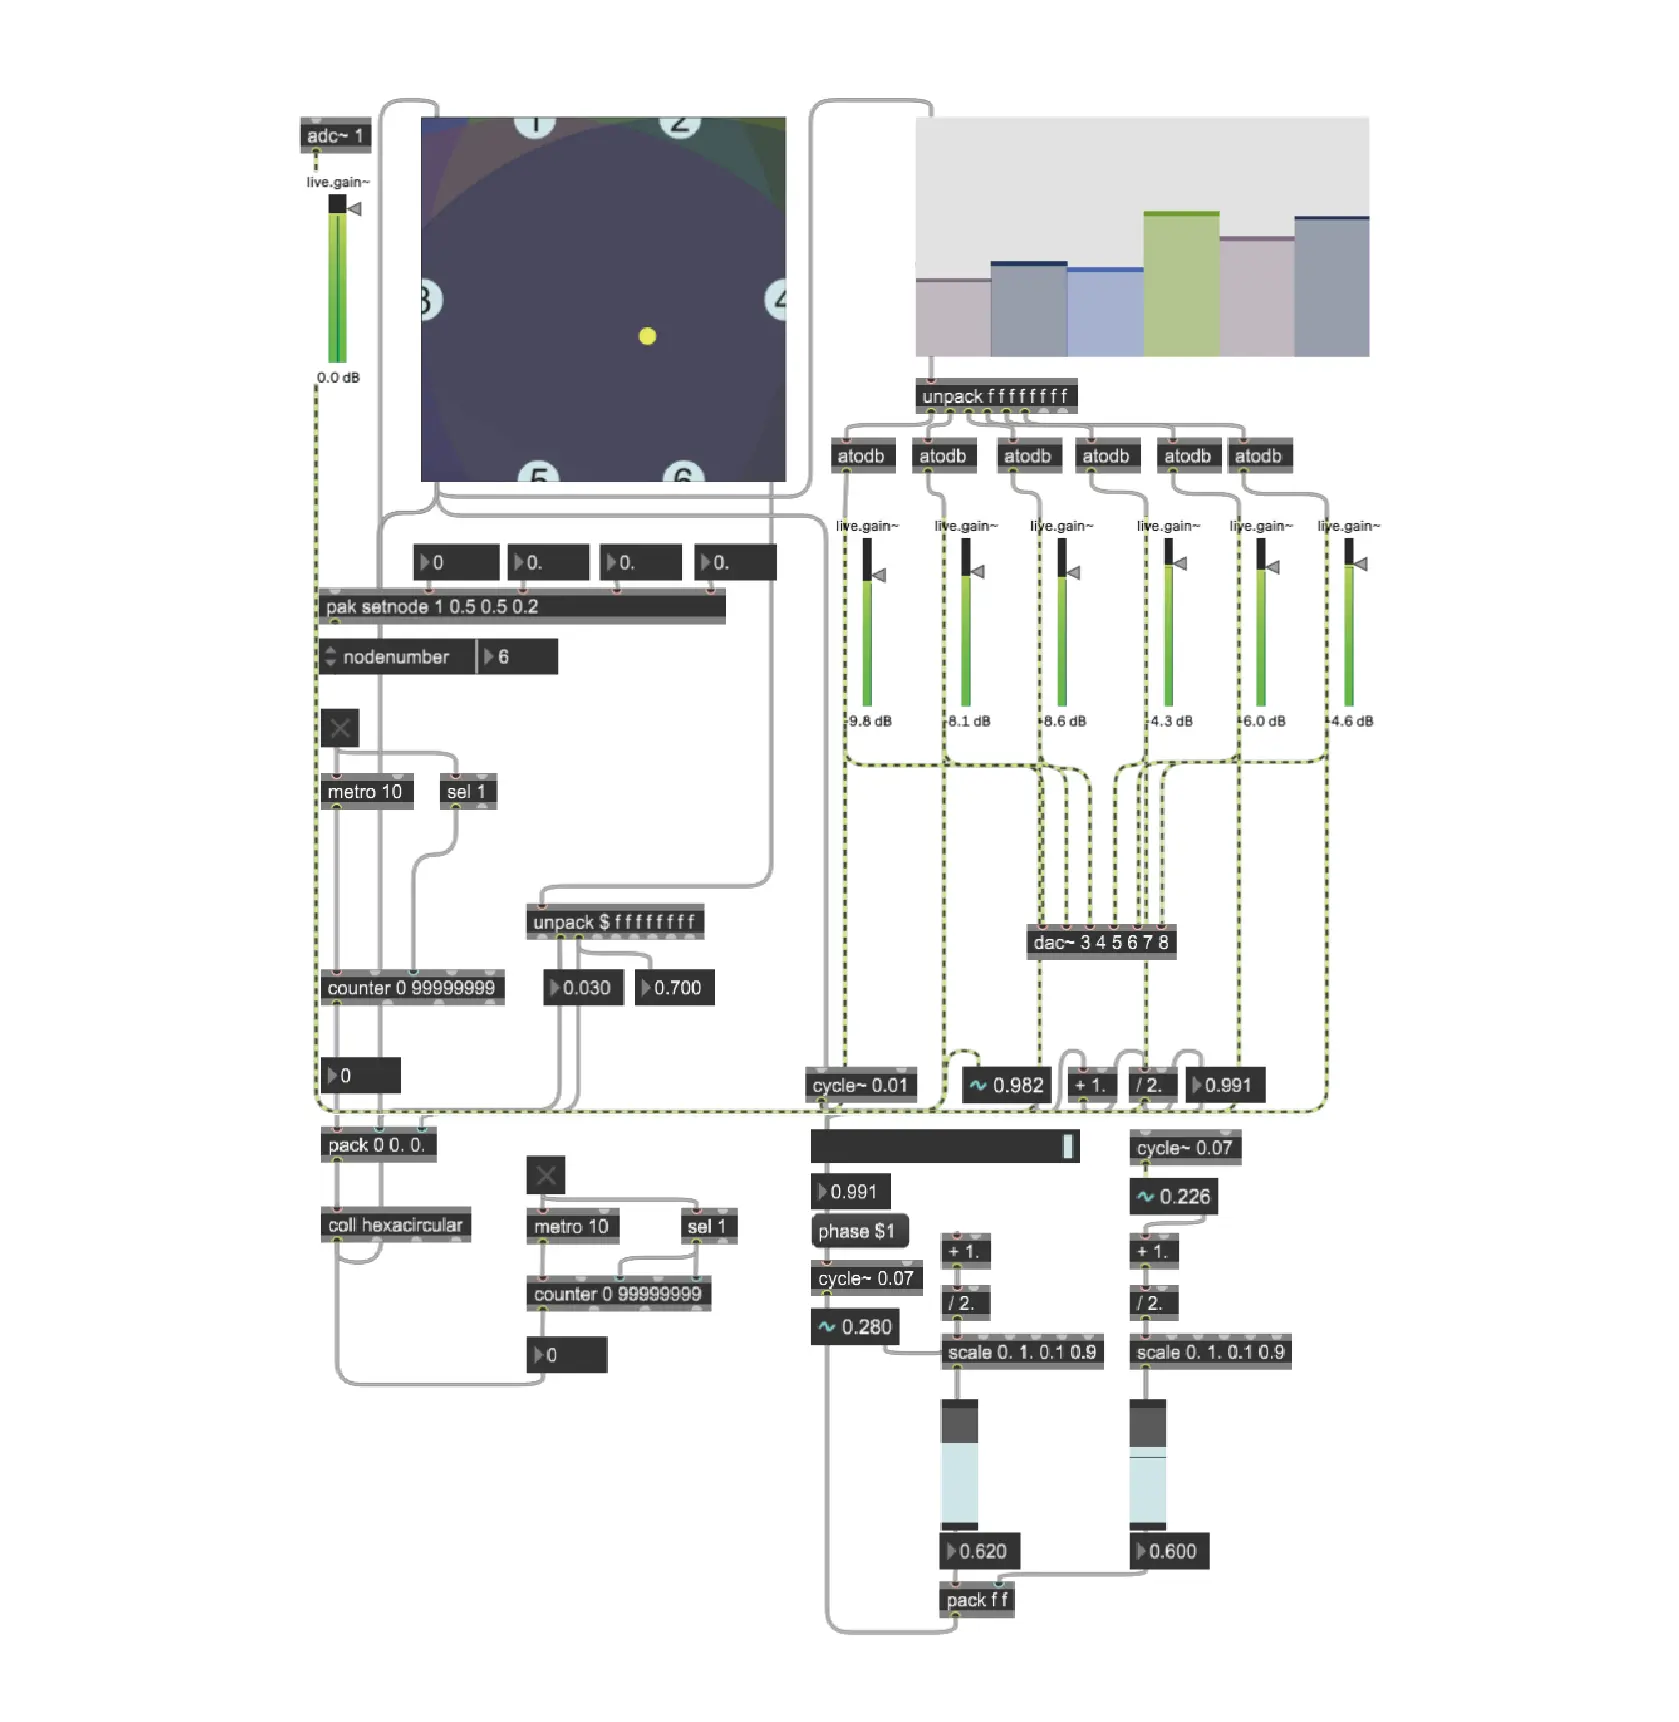 adc~ 1
live.gain~
0.0 dB
1
2
3
4
5
6
unpack f f f f f f f f
atodb
atodb
atodb
atodb
atodb
atodb
live.gain~
live.gain~
live.gain~
live.gain~
live.gain~
live.gain~
-9.8 dB
-8.1 dB
-8.6 dB
-4.3 dB
-6.0 dB
-4.6 dB
0
0.
0.
0.
pak setnode 1 0.5 0.5 0.2
nodenumber
6
metro 10
sel 1
unpack $ f f f f f f f f
dac~ 3 4 5 6 7 8
counter 0 99999999
0.030
0.700
0
cycle~ 0.01
0.982
+ 1.
/ 2.
0.991
pack 0 0. 0.
cycle~ 0.07
0.991
0.226
coll hexacircular
metro 10
sel 1
phase $1
+ 1.
+ 1.
cycle~ 0.07
counter 0 99999999
/ 2.
/ 2.
0.280
0
scale 0. 1. 0.1 0.9
scale 0. 1. 0.1 0.9
0.620
0.600
pack f f